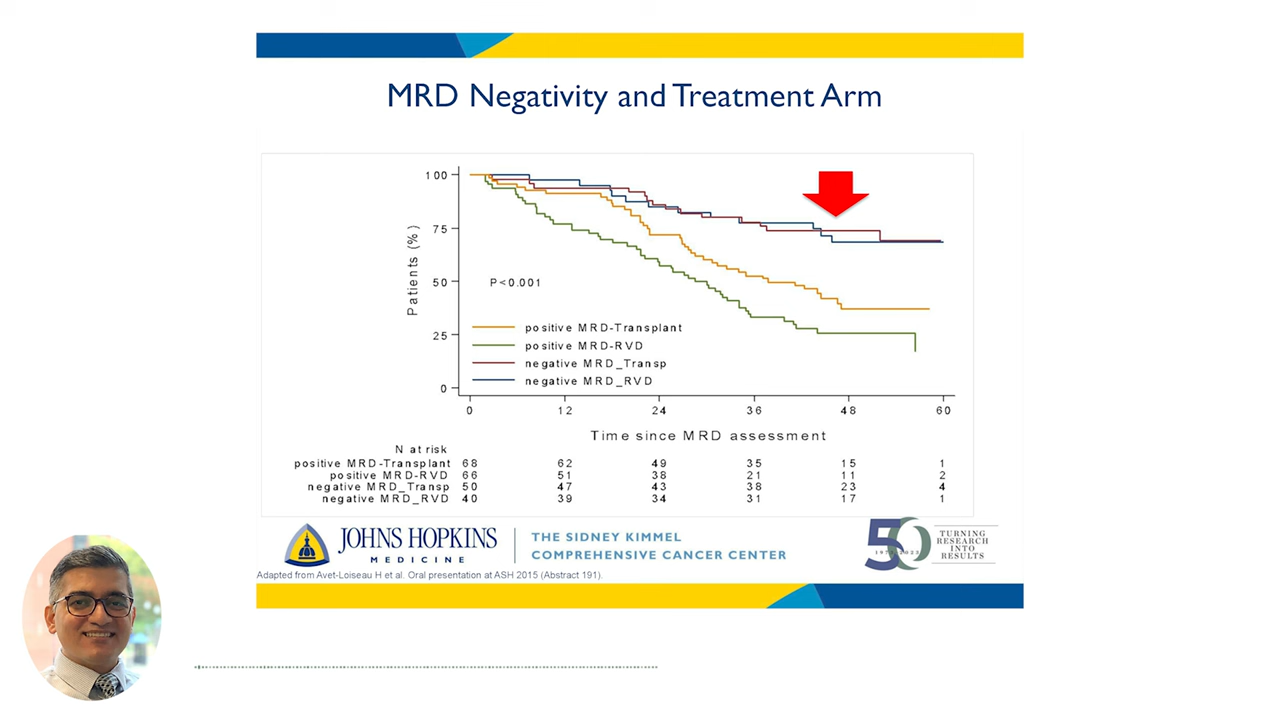 MRD Negativity and Treatment Arm
100
75
50
25
0
Patients (%)
P<0.001
positive MRD-Transplant
positive MRD-RVD
negative MRD_Transp
negative MRD_RVD
0 12 24 36 48 60
Time since MRD assessment
N at risk
positive MRD-Transplant 68 62 49 35 15 1
positive MRD-RVD 66 51 38 21 11 2
negative MRD_Transp 50 47 43 38 23 4
negative MRD_RVD 40 39 34 31 17 1
JOHNS HOPKINS
MEDICINE
THE SIDNEY KIMMEL
COMPREHENSIVE CANCER CENTER
50
1973-2023
TURNING
RESEARCH
INTO
RESULTS
Adapted from Avet-Loiseau H et al. Oral presentation at ASH 2015 (Abstract 191).